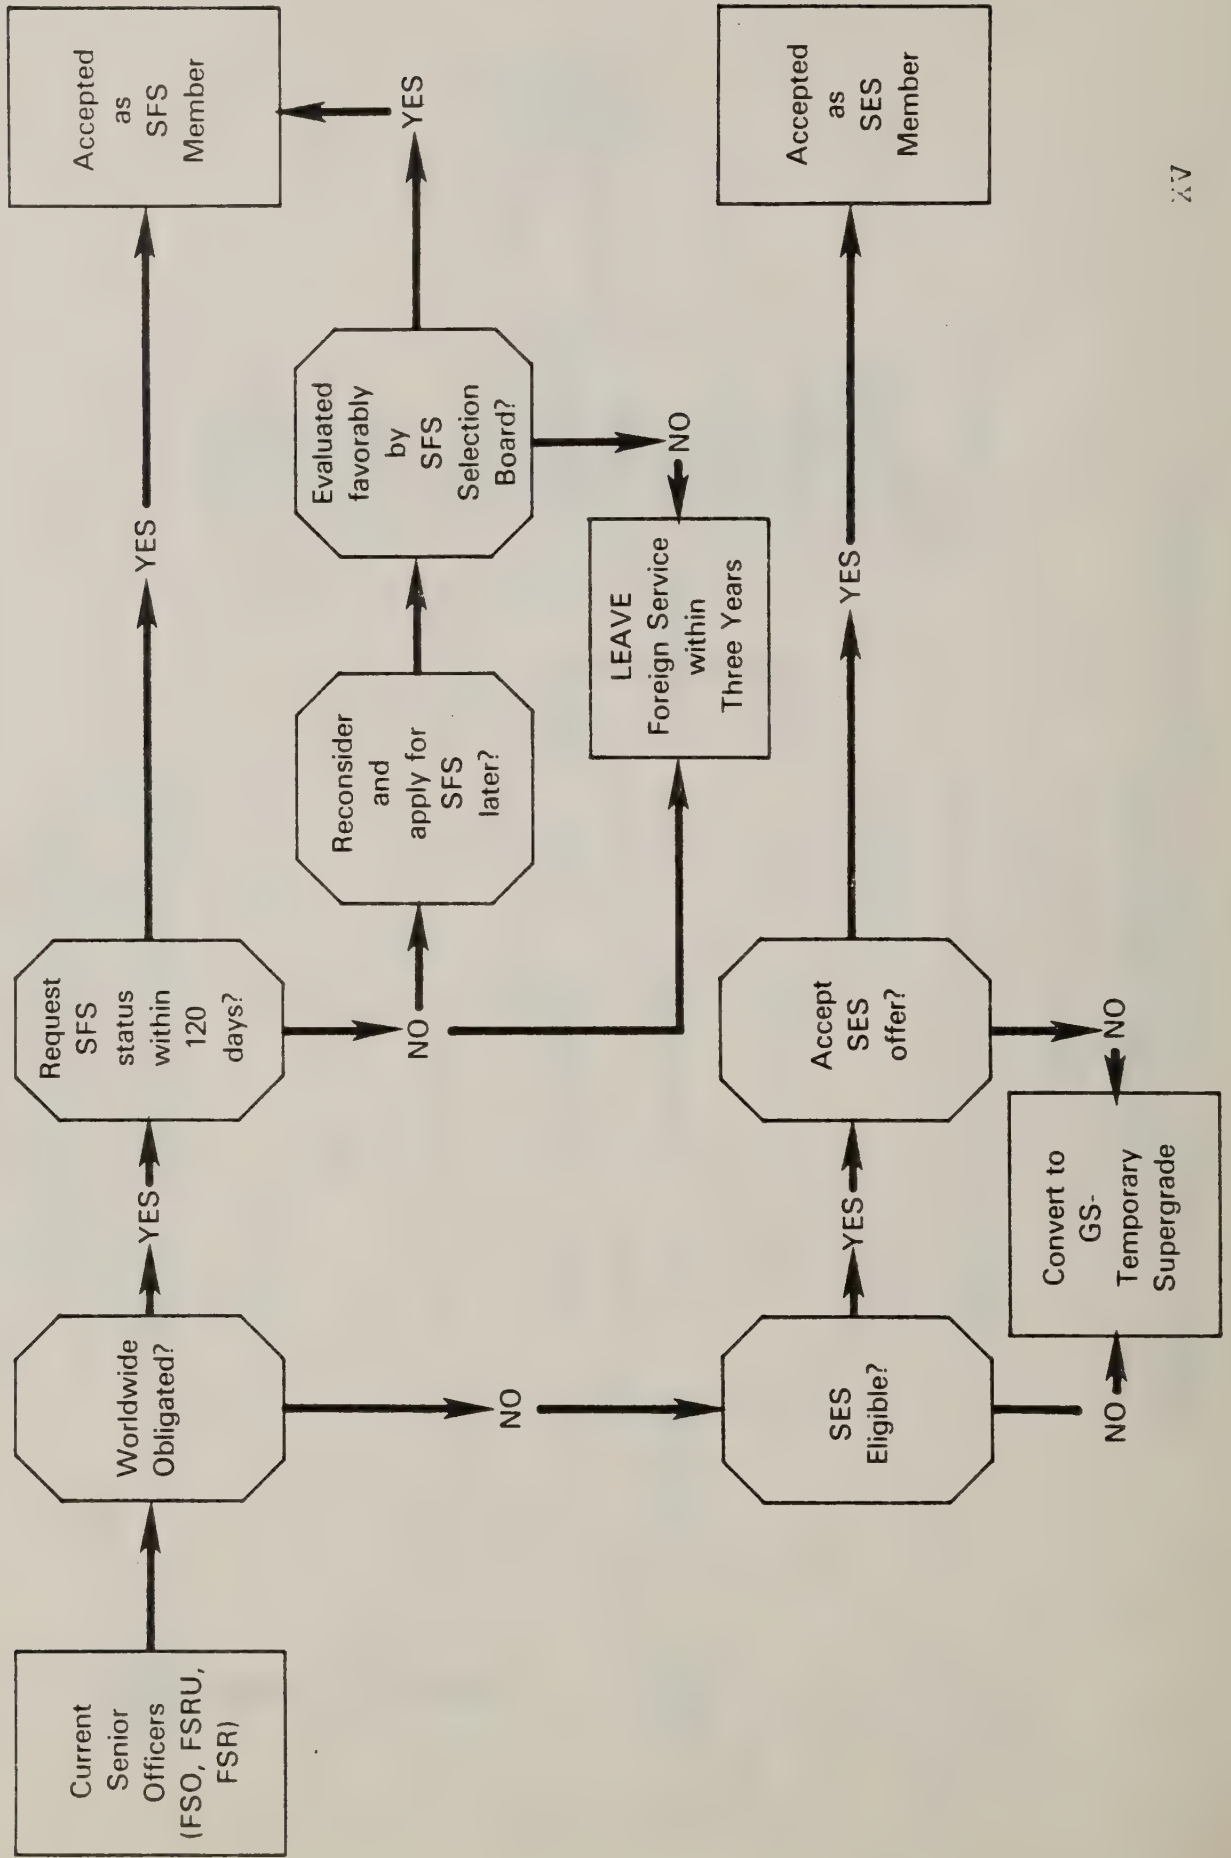 Current
Senior
Officers
(FSO, FSRU,
FSR)
Worldwide
Obligated?
YES
Request
SFS
status
within
120
days?
YES
Accepted
as
SFS
Member
NO
Reconsider
and
apply for
SFS
later?
Evaluated
favorably
by
SFS
Selection
Board?
YES
NO
LEAVE
Foreign Service
within
Three Years
NO
SES
Eligible?
YES
Accept
SES
offer?
YES
Accepted
as
SES
Member
NO
Convert to
GS-
Temporary
Supergrade
NO
XV